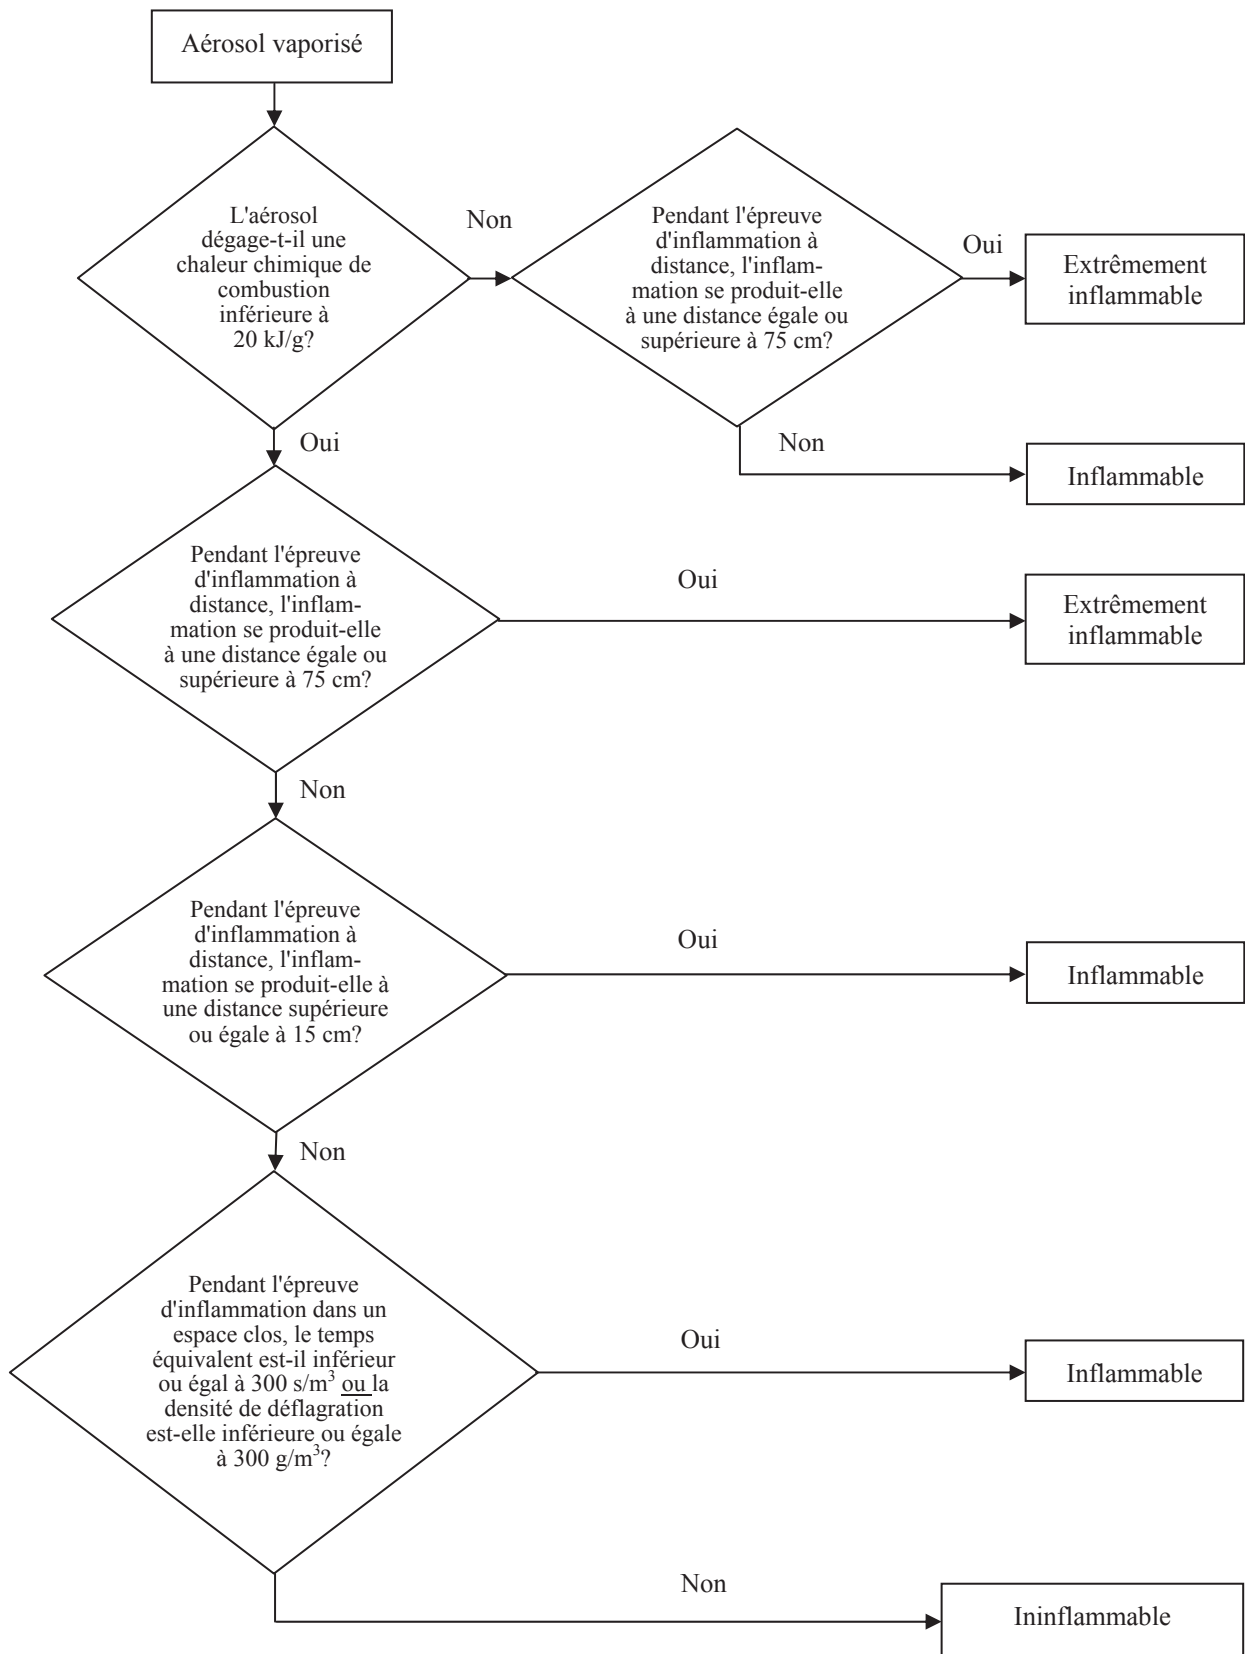 Aérosol vaporisé
L'aérosol
dégage-t-il une
chaleur chimique de
combustion
inférieure à
20 kJ/g?
Non
Pendant l'épreuve
d'inflammation à
distance, l'inflam-
mation se produit-elle
à une distance égale ou
supérieure à 75 cm?
Oui
Extrêmement
inflammable
Non
Inflammable
Oui
Pendant l'épreuve
d'inflammation à
distance, l'inflam-
mation se produit-elle
à une distance égale ou
supérieure à 75 cm?
Oui
Extrêmement
inflammable
Non
Pendant l'épreuve
d'inflammation à
distance, l'inflam-
mation se produit-elle à
une distance supérieure
ou égale à 15 cm?
Oui
Inflammable
Non
Pendant l'épreuve
d'inflammation dans un
espace clos, le temps
équivalent est-il inférieur
ou égal à 300 s/m³ ou la
densité de déflagration
est-elle inférieure ou égale
à 300 g/m³?
Oui
Inflammable
Non
Ininflammable